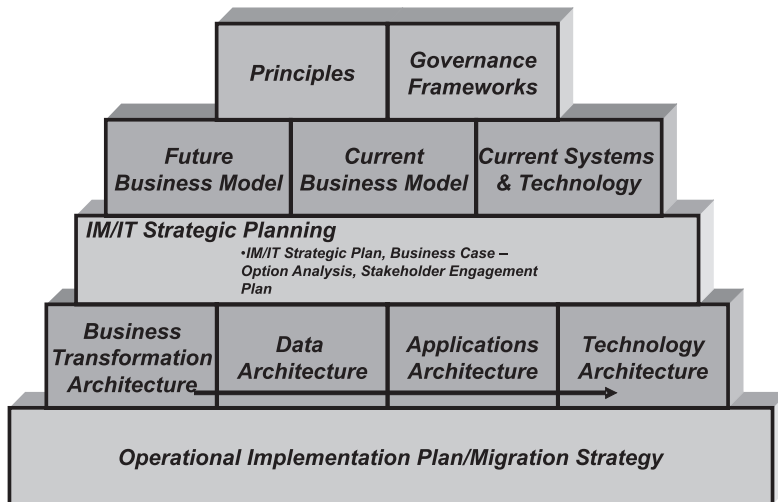 Principles
Governance
Frameworks
Future
Business Model
Current
Business Model
Current Systems
& Technology
IM/IT Strategic Planning
•IM/IT Strategic Plan, Business Case –
Option Analysis, Stakeholder Engagement
Plan
Business
Transformation
Architecture
Data
Architecture
Applications
Architecture
Technology
Architecture
Operational Implementation Plan/Migration Strategy